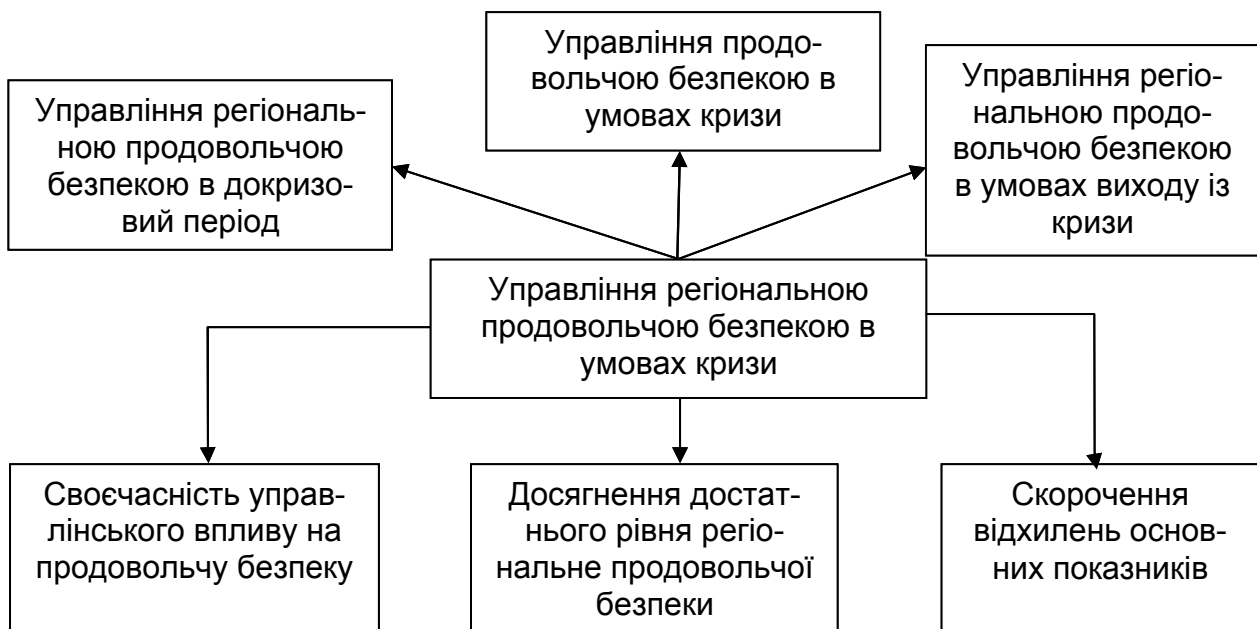 Управління регіональ-
ною продовольчою
безпекою в докризо-
вий період
Управління продо-
вольчою безпекою в
умовах кризи
Управління регіо-
нальною продо-
вольчою безпекою
в умовах виходу із
кризи
Управління регіональною
продовольчою безпекою в
умовах кризи
Своєчасність управ-
лінського впливу на
продовольчу безпеку
Досягнення достат-
нього рівня регіо-
нальне продовольчої
безпеки
Скорочення
відхилень основ-
них показників